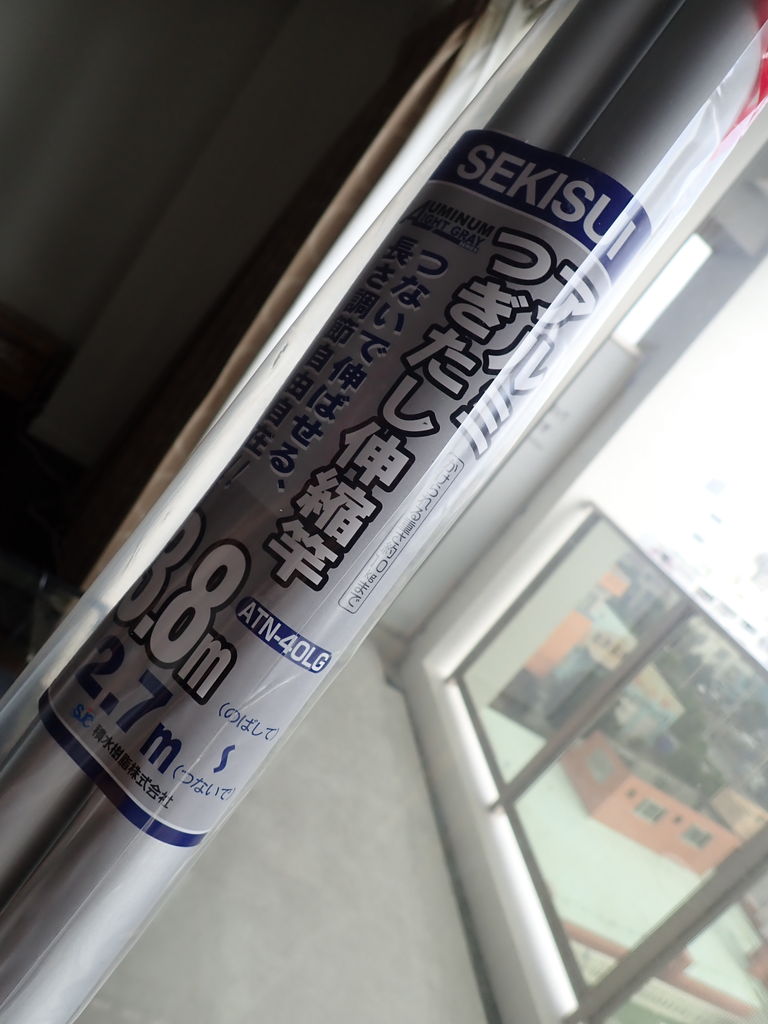 SEKISUI
ALUMINUM
LIGHT GRAY
アルミ
つぎたし伸縮竿
つないで伸ばせる、
長さ調節自由自在!
ATN-40LG
3.8m
(のばして)
2.7m
(つないで)
~
SJC 積水樹脂株式会社